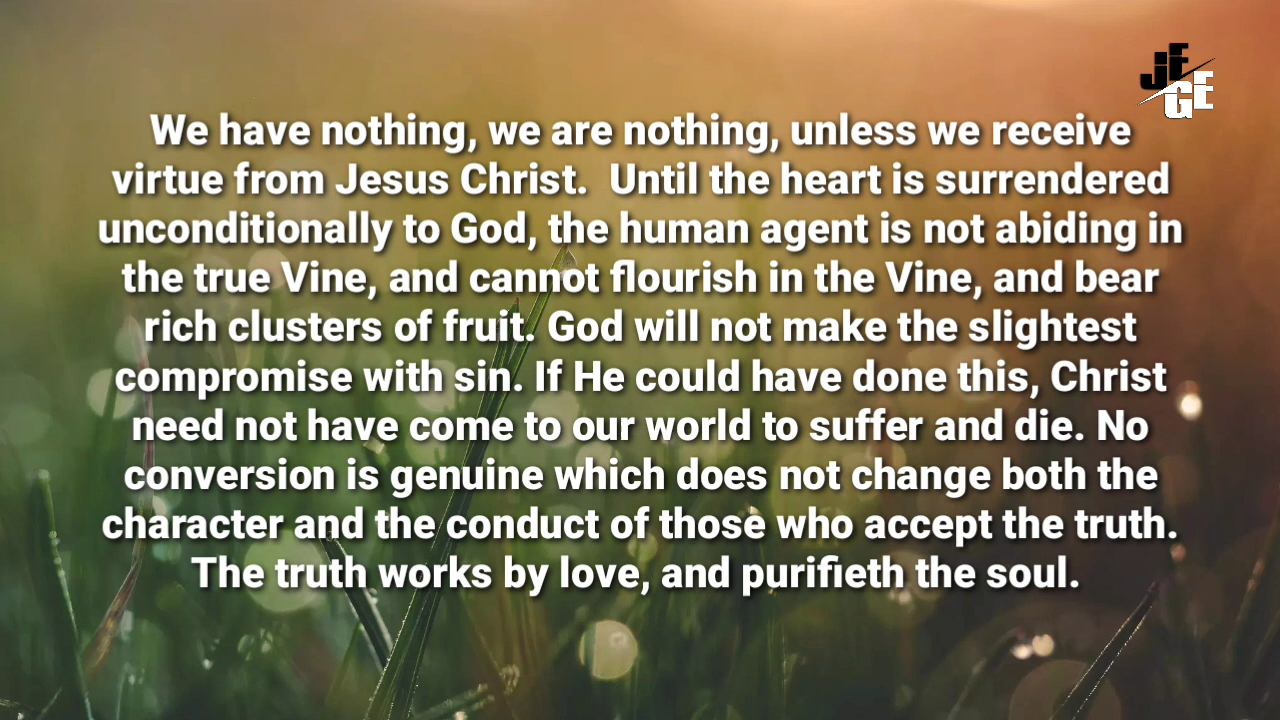 JF
GF
E
We have nothing, we are nothing, unless we receive
virtue from Jesus Christ.  Until the heart is surrendered
unconditionally to God, the human agent is not abiding in
the true Vine, and cannot flourish in the Vine, and bear
rich clusters of fruit. God will not make the slightest
compromise with sin. If He could have done this, Christ
need not have come to our world to suffer and die. No
conversion is genuine which does not change both the
character and the conduct of those who accept the truth.
The truth works by love, and purifieth the soul.